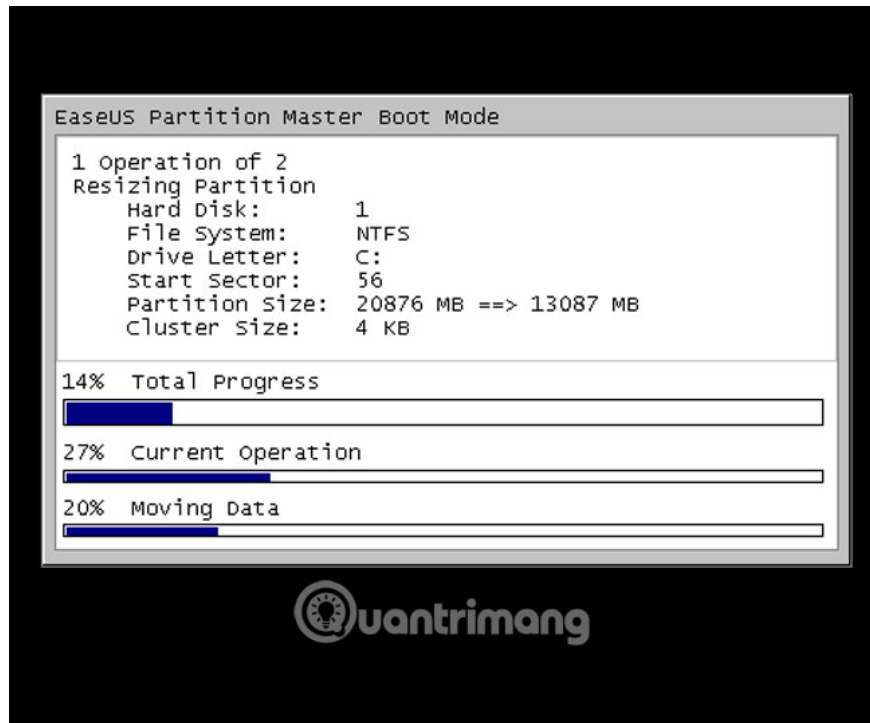 EaseUS Partition Master Boot Mode
1 Operation of 2
Resizing Partition
Hard Disk: 1
File System: NTFS
Drive Letter: C:
Start Sector: 56
Partition Size: 20876 MB ==> 13087 MB
Cluster Size: 4 KB
14% Total Progress
27% Current Operation
20% Moving Data
Quantrimang